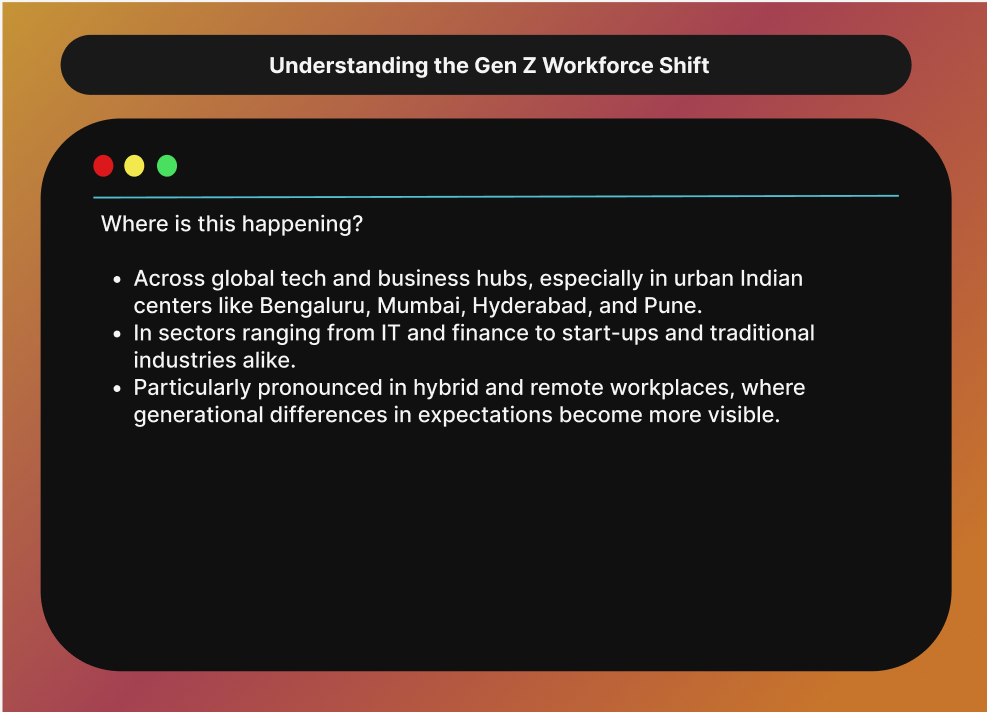 Understanding the Gen Z Workforce Shift
Where is this happening?
• Across global tech and business hubs, especially in urban Indian
centers like Bengaluru, Mumbai, Hyderabad, and Pune.
• In sectors ranging from IT and finance to start-ups and traditional
industries alike.
• Particularly pronounced in hybrid and remote workplaces, where
generational differences in expectations become more visible.